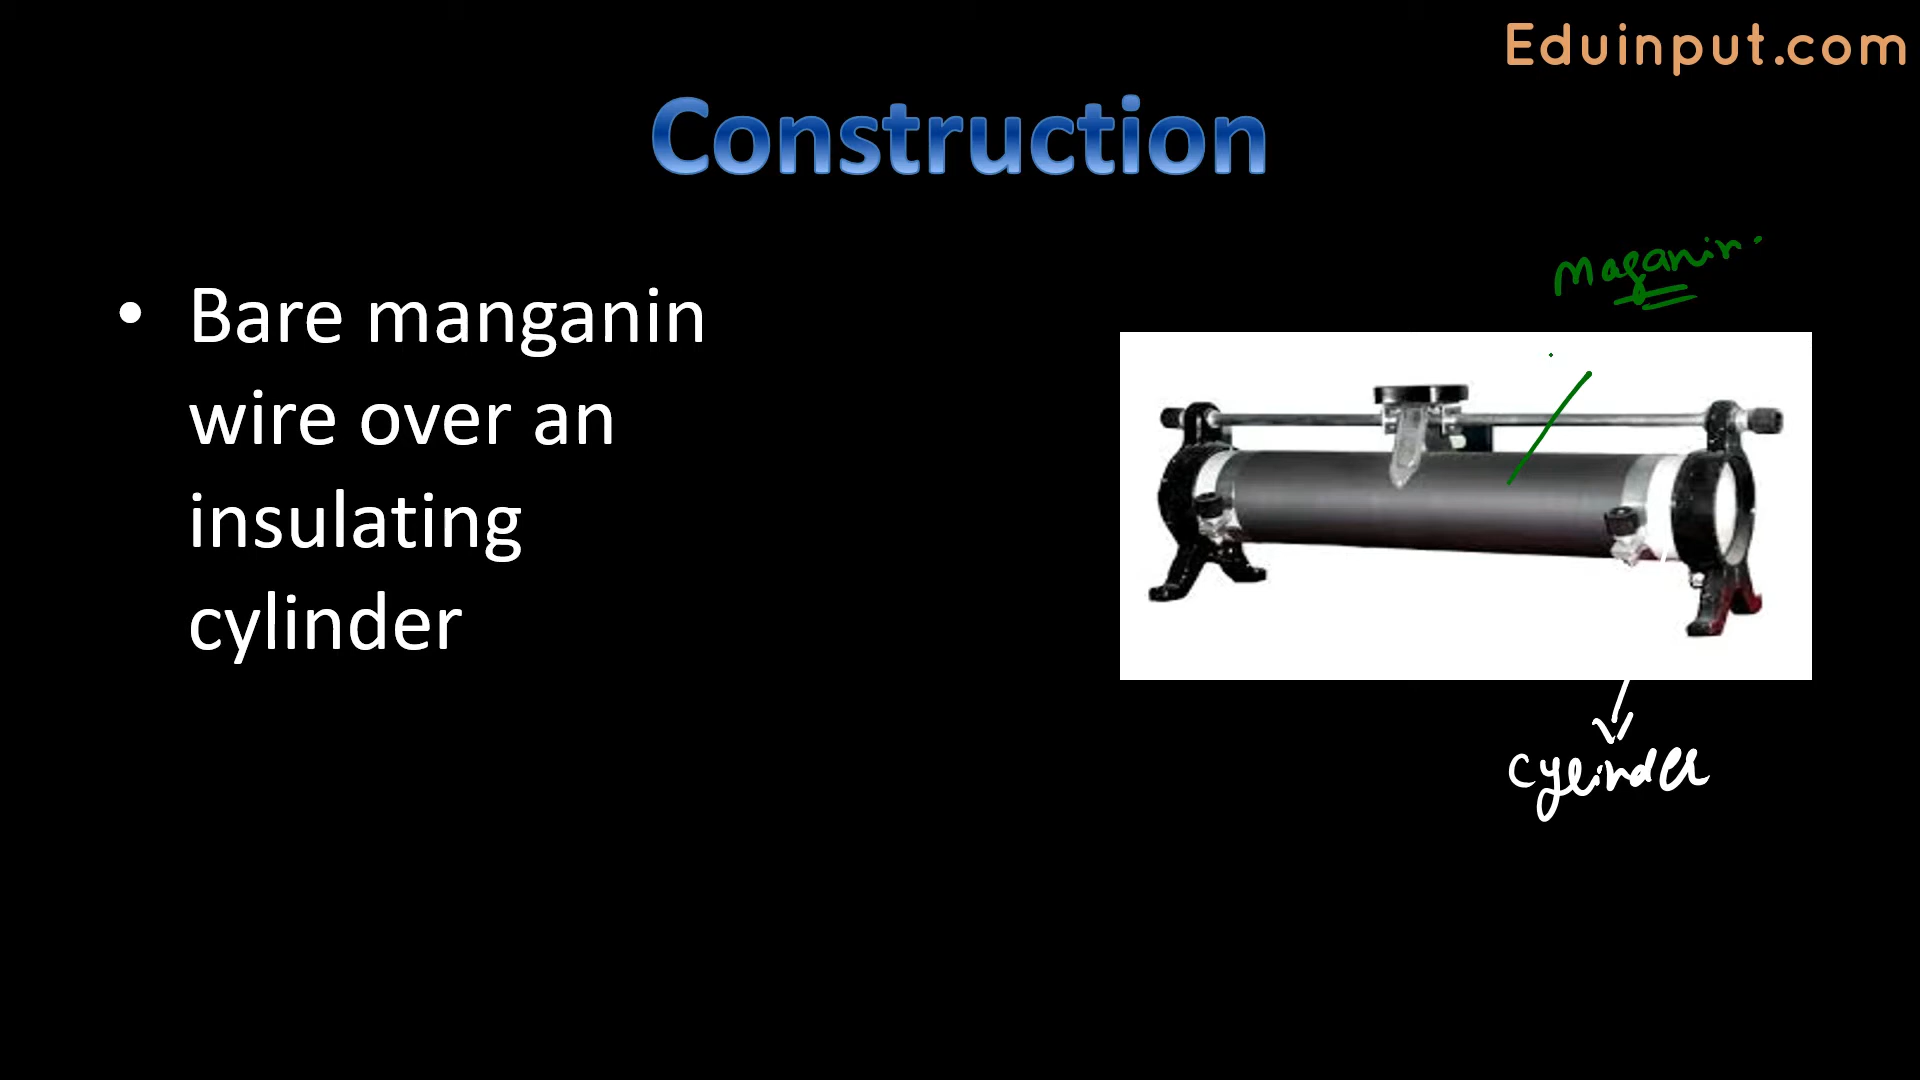 Eduinput.com
Construction
• Bare manganin
wire over an
insulating
cylinder
Maganin
cylinder